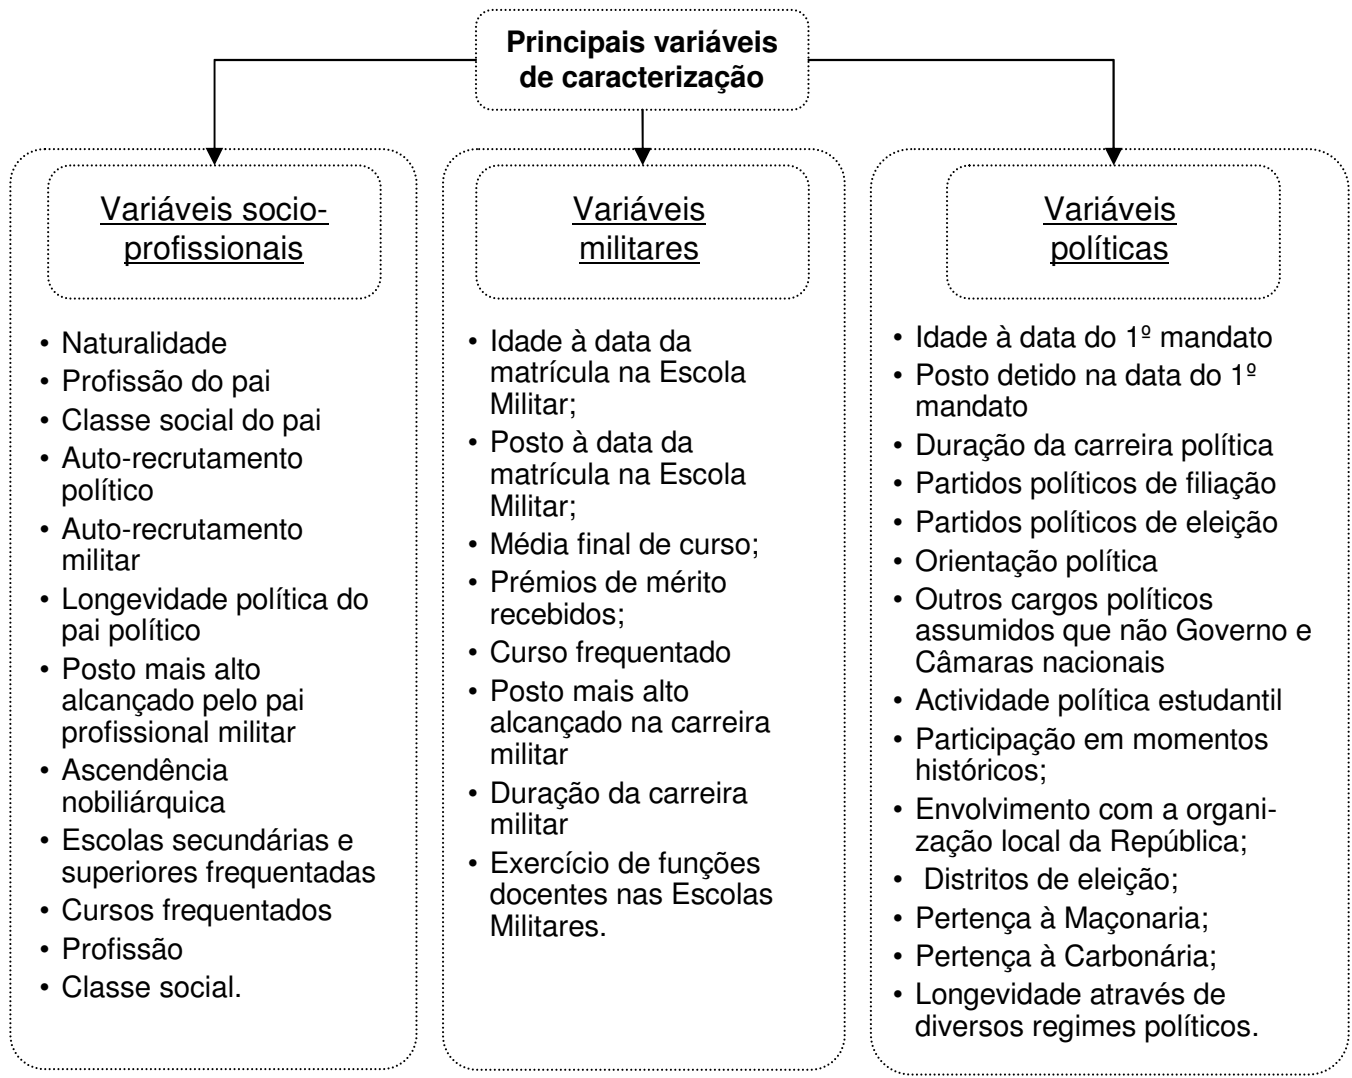 Principais variáveis
de caracterização
Variáveis socio-
profissionais
• Naturalidade
• Profissão do pai
• Classe social do pai
• Auto-recrutamento
político
• Auto-recrutamento
militar
• Longevidade política do
pai político
• Posto mais alto
alcançado pelo pai
profissional militar
• Ascendência
nobiliárquica
• Escolas secundárias e
superiores frequentadas
• Cursos frequentados
• Profissão
• Classe social.
Variáveis
militares
• Idade à data da
matrícula na Escola
Militar;
• Posto à data da
matrícula na Escola
Militar;
• Média final de curso;
• Prémios de mérito
recebidos;
• Curso frequentado
• Posto mais alto
alcançado na carreira
militar
• Duração da carreira
militar
• Exercício de funções
docentes nas Escolas
Militares.
Variáveis
políticas
• Idade à data do 1º mandato
• Posto detido na data do 1º
mandato
• Duração da carreira política
• Partidos políticos de filiação
• Partidos políticos de eleição
• Orientação política
• Outros cargos políticos
assumidos que não Governo e
Câmaras nacionais
• Actividade política estudantil
• Participação em momentos
históricos;
• Envolvimento com a organi-
zação local da República;
• Distritos de eleição;
• Pertença à Maçonaria;
• Pertença à Carbonária;
• Longevidade através de
diversos regimes políticos.